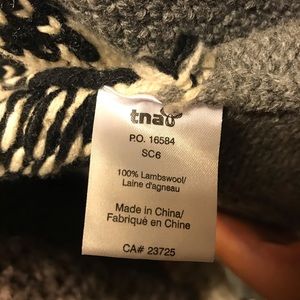 tna
P.O. 16584
SC6
100% Lambswool/
Laine d'agneau
Made in China/
Fabriqué en Chine
CA# 23725